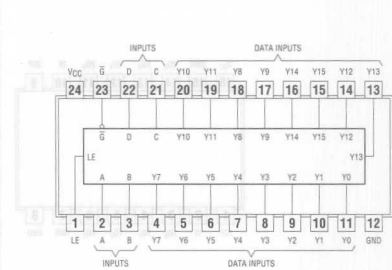 INPUTS DATA INPUTS
VCC G̅ D C Y10 Y11 Y8 Y9 Y14 Y15 Y12 Y13
24 23 22 21 20 19 18 17 16 15 14 13
G̅ D C Y10 Y11 Y8 Y9 Y14 Y15 Y12
LE Y13
A B Y7 Y6 Y5 Y4 Y3 Y2 Y1 Y0
1 2 3 4 5 6 7 8 9 10 11 12
LE A B Y7 Y6 Y5 Y4 Y3 Y2 Y1 Y0 GND
INPUTS DATA INPUTS